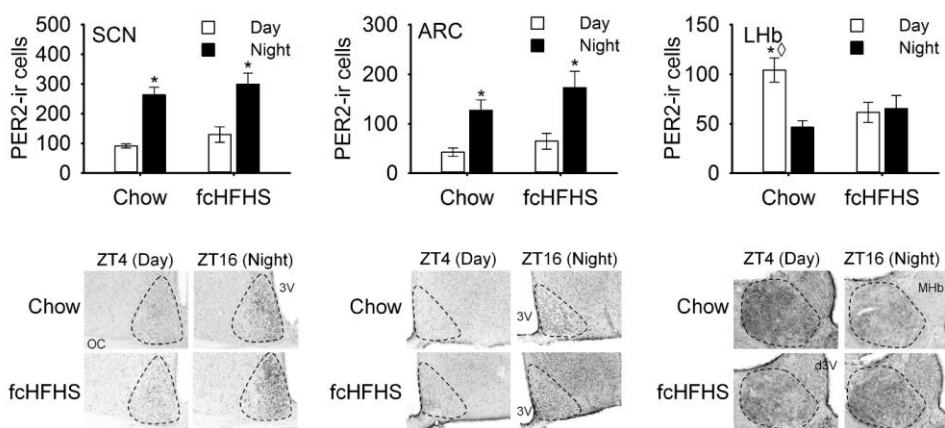 PER2-ir cells
500
400
300
200
100
0
SCN
Day
Night
*
*
Chow
fcHFHS
PER2-ir cells
300
200
100
0
ARC
Day
Night
*
*
Chow
fcHFHS
PER2-ir cells
150
100
50
0
LHb
Day
Night
*◊
Chow
fcHFHS
ZT4 (Day) ZT16 (Night)
Chow
3V
OC
fcHFHS
ZT4 (Day) ZT16 (Night)
Chow
3V
fcHFHS
3V
ZT4 (Day) ZT16 (Night)
Chow
MHb
fcHFHS
d3V